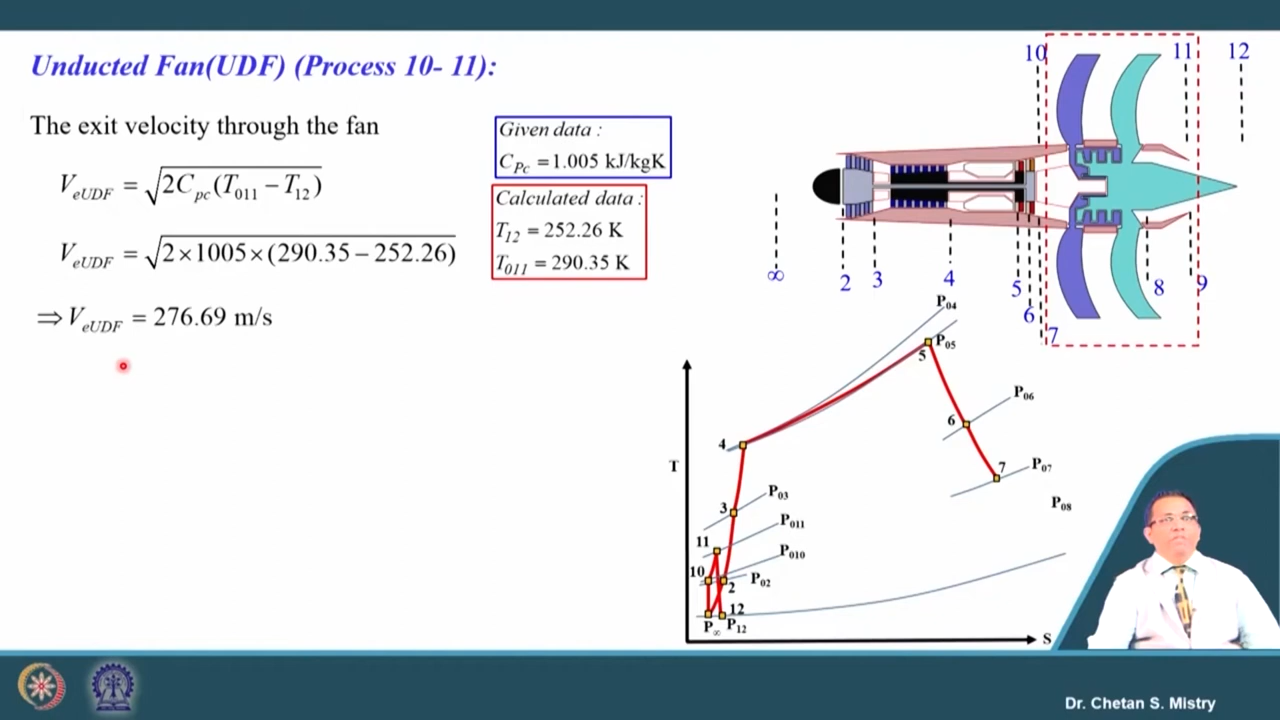 Unducted Fan(UDF) (Process 10- 11):
The exit velocity through the fan
V_eUDF = √2C_pc(T_011 − T_12)
V_eUDF = √2×1005×(290.35 − 252.26)
⇒ V_eUDF = 276.69 m/s
Given data :
C_Pc = 1.005 kJ/kgK
Calculated data :
T_12 = 252.26 K
T_011 = 290.35 K
10
11
12
∞
2
3
4
5
6
7
8
9
P_04
P_05
5
P_06
6
7
P_07
P_08
4
T
P_03
3
P_011
11
P_010
10
P_02
2
12
P_∞
P_12
S
Dr. Chetan S. Mistry